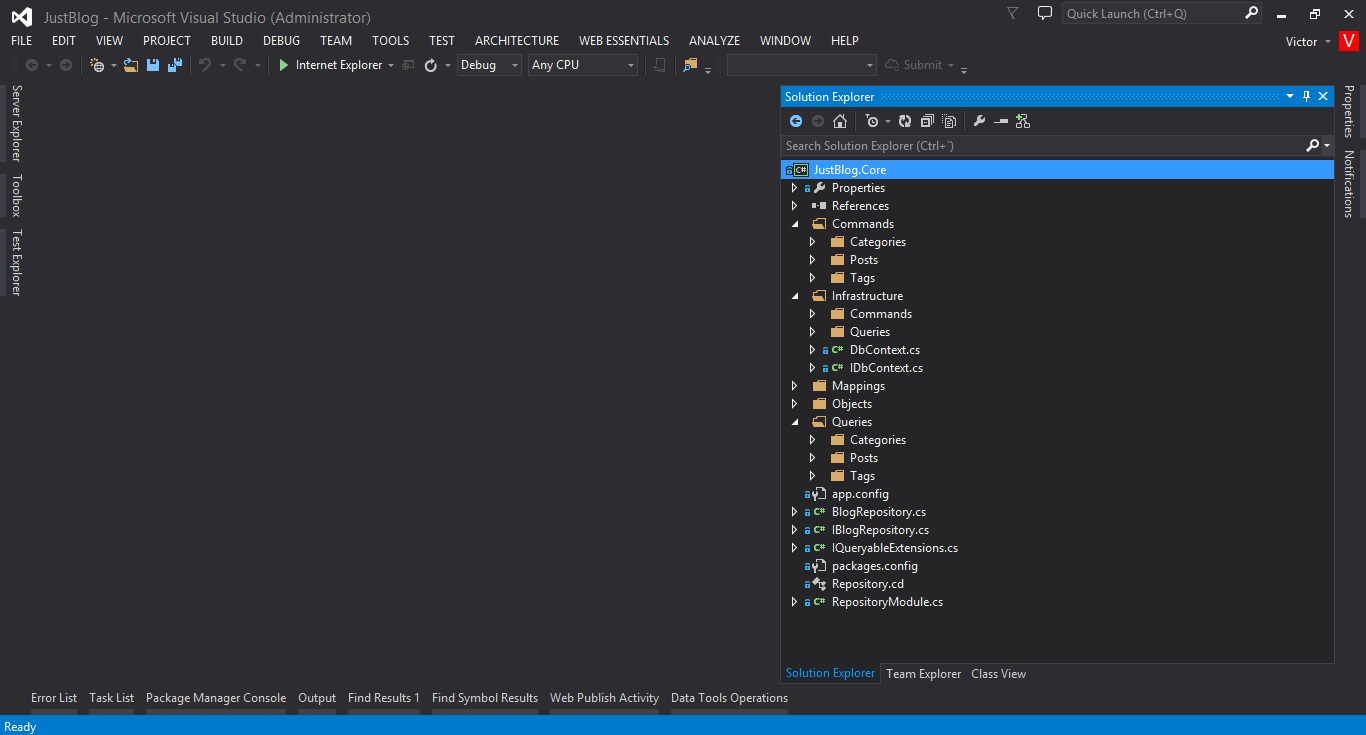 JustBlog - Microsoft Visual Studio (Administrator)
Quick Launch (Ctrl+Q)
FILE EDIT VIEW PROJECT BUILD DEBUG TEAM TOOLS TEST ARCHITECTURE WEB ESSENTIALS ANALYZE WINDOW HELP
Victor V
Internet Explorer Debug Any CPU Submit
Server Explorer
Toolbox
Test Explorer
Solution Explorer
Search Solution Explorer (Ctrl+`)
C# JustBlog.Core
Properties
References
Commands
Categories
Posts
Tags
Infrastructure
Commands
Queries
C# DbContext.cs
C# IDbContext.cs
Mappings
Objects
Queries
Categories
Posts
Tags
app.config
C# BlogRepository.cs
C# IBlogRepository.cs
C# IQueryableExtensions.cs
packages.config
Repository.cd
C# RepositoryModule.cs
Solution Explorer Team Explorer Class View
Properties
Notifications
Error List Task List Package Manager Console Output Find Results 1 Find Symbol Results Web Publish Activity Data Tools Operations
Ready